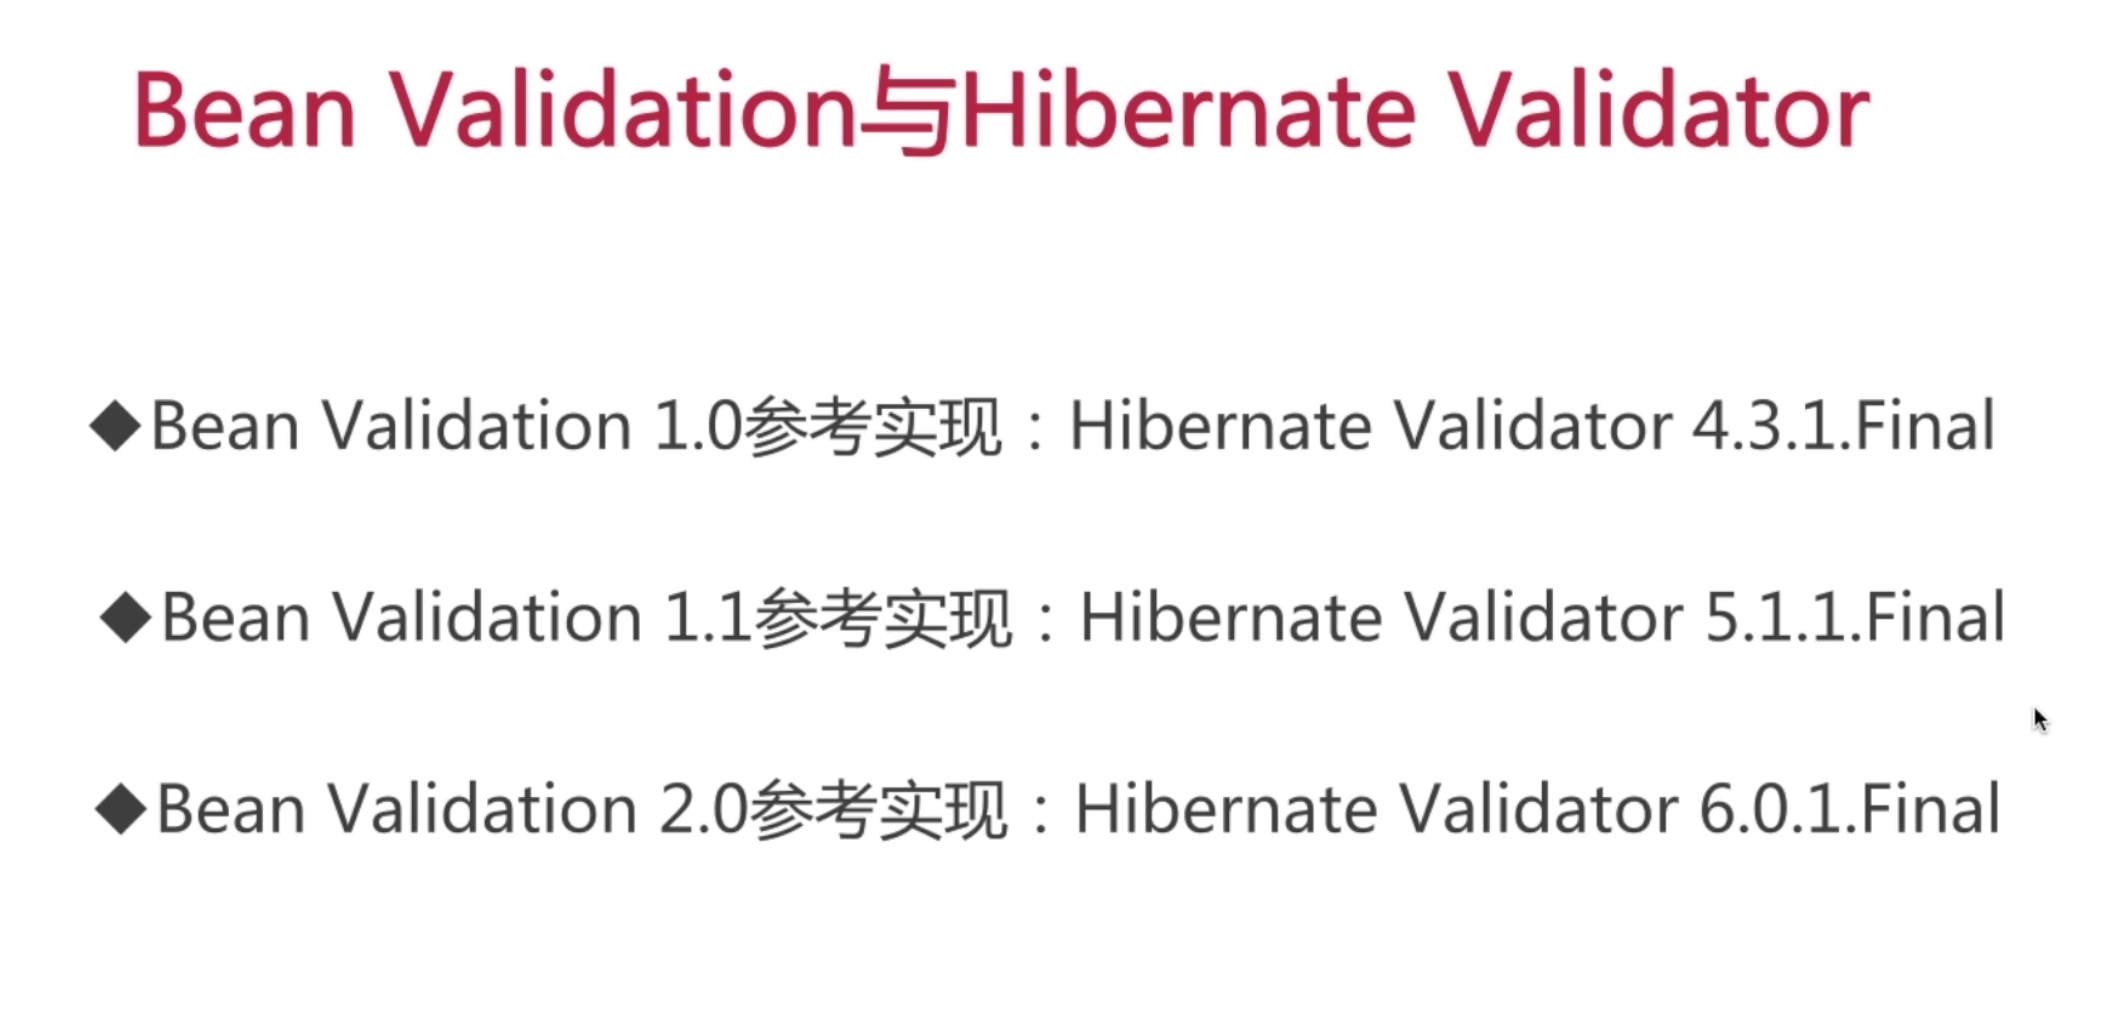 Bean Validation与Hibernate Validator
◆Bean Validation 1.0参考实现：Hibernate Validator 4.3.1.Final
◆Bean Validation 1.1参考实现：Hibernate Validator 5.1.1.Final
◆Bean Validation 2.0参考实现：Hibernate Validator 6.0.1.Final